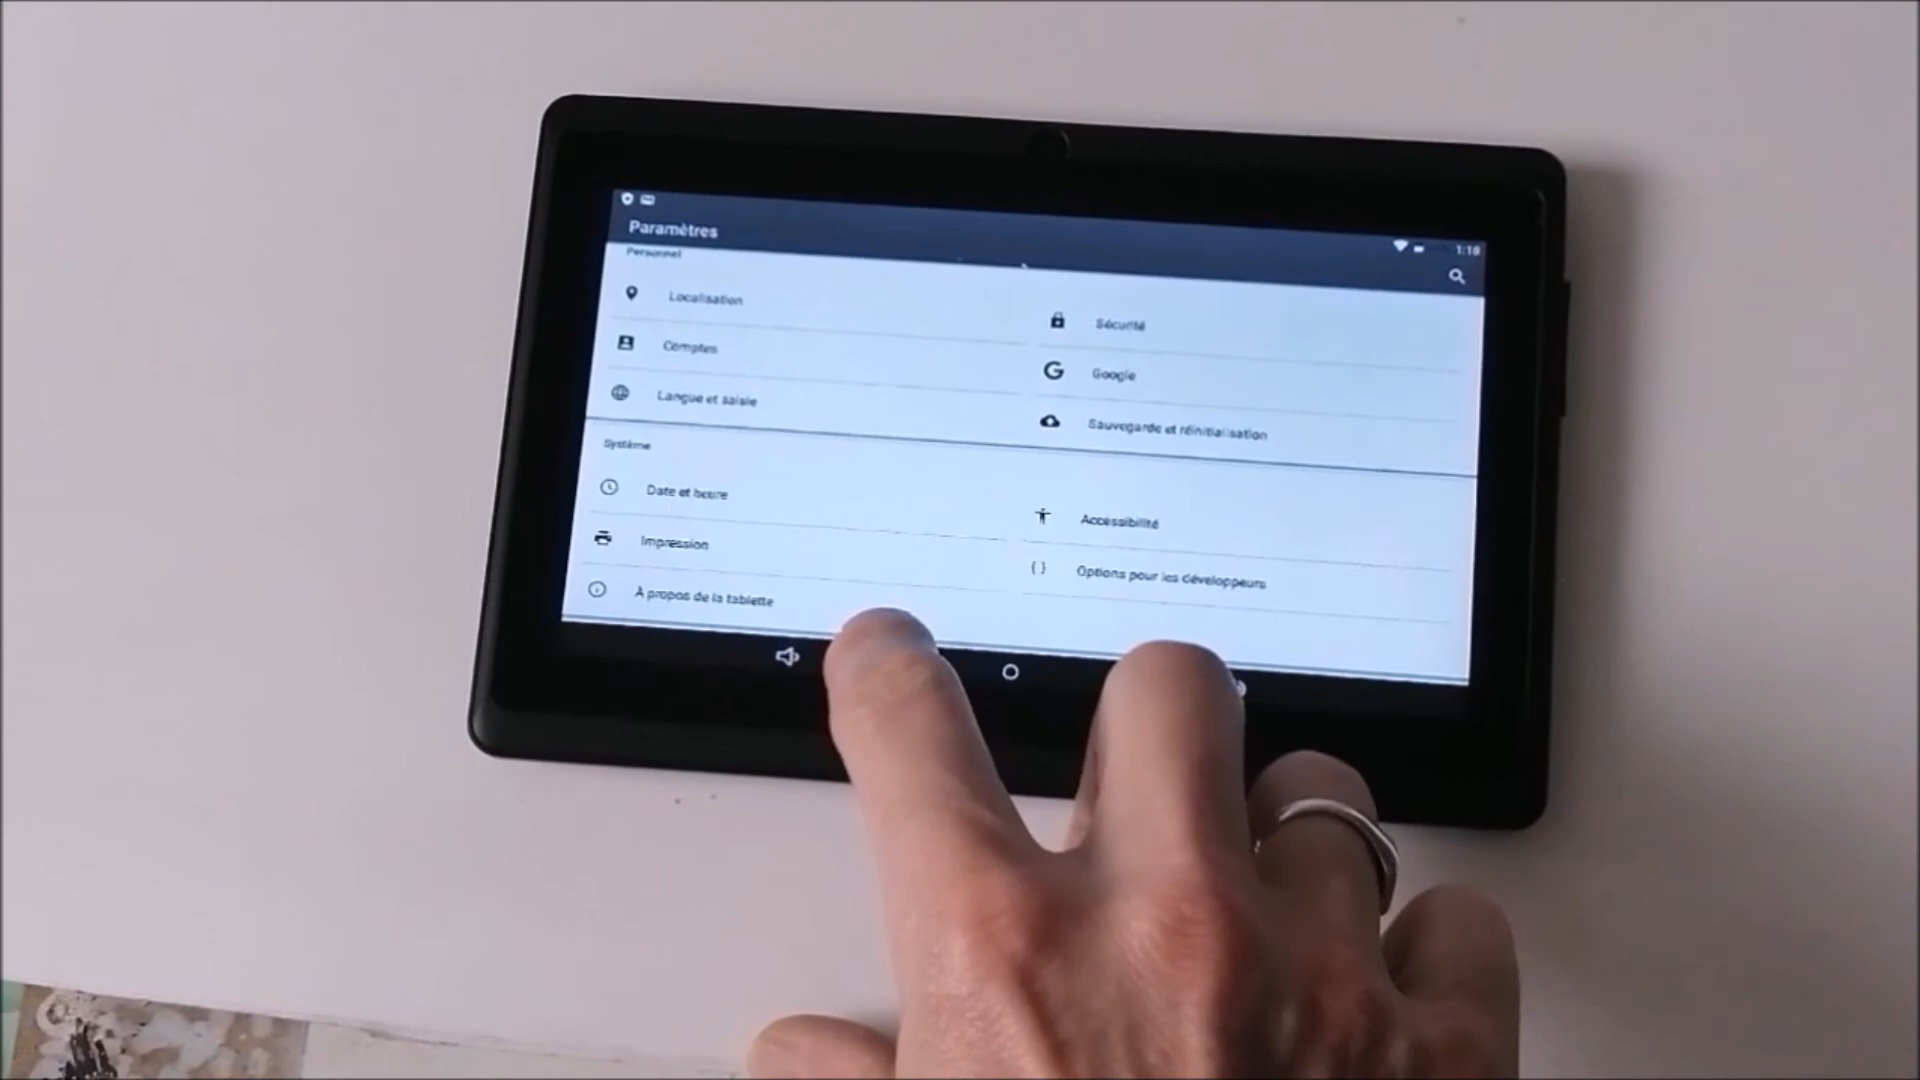 1:18
Paramètres
Personnel
Localisation
Sécurité
Comptes
Google
Langue et saisie
Sauvegarde et réinitialisation
Système
Date et heure
Accessibilité
Impression
Options pour les développeurs
À propos de la tablette